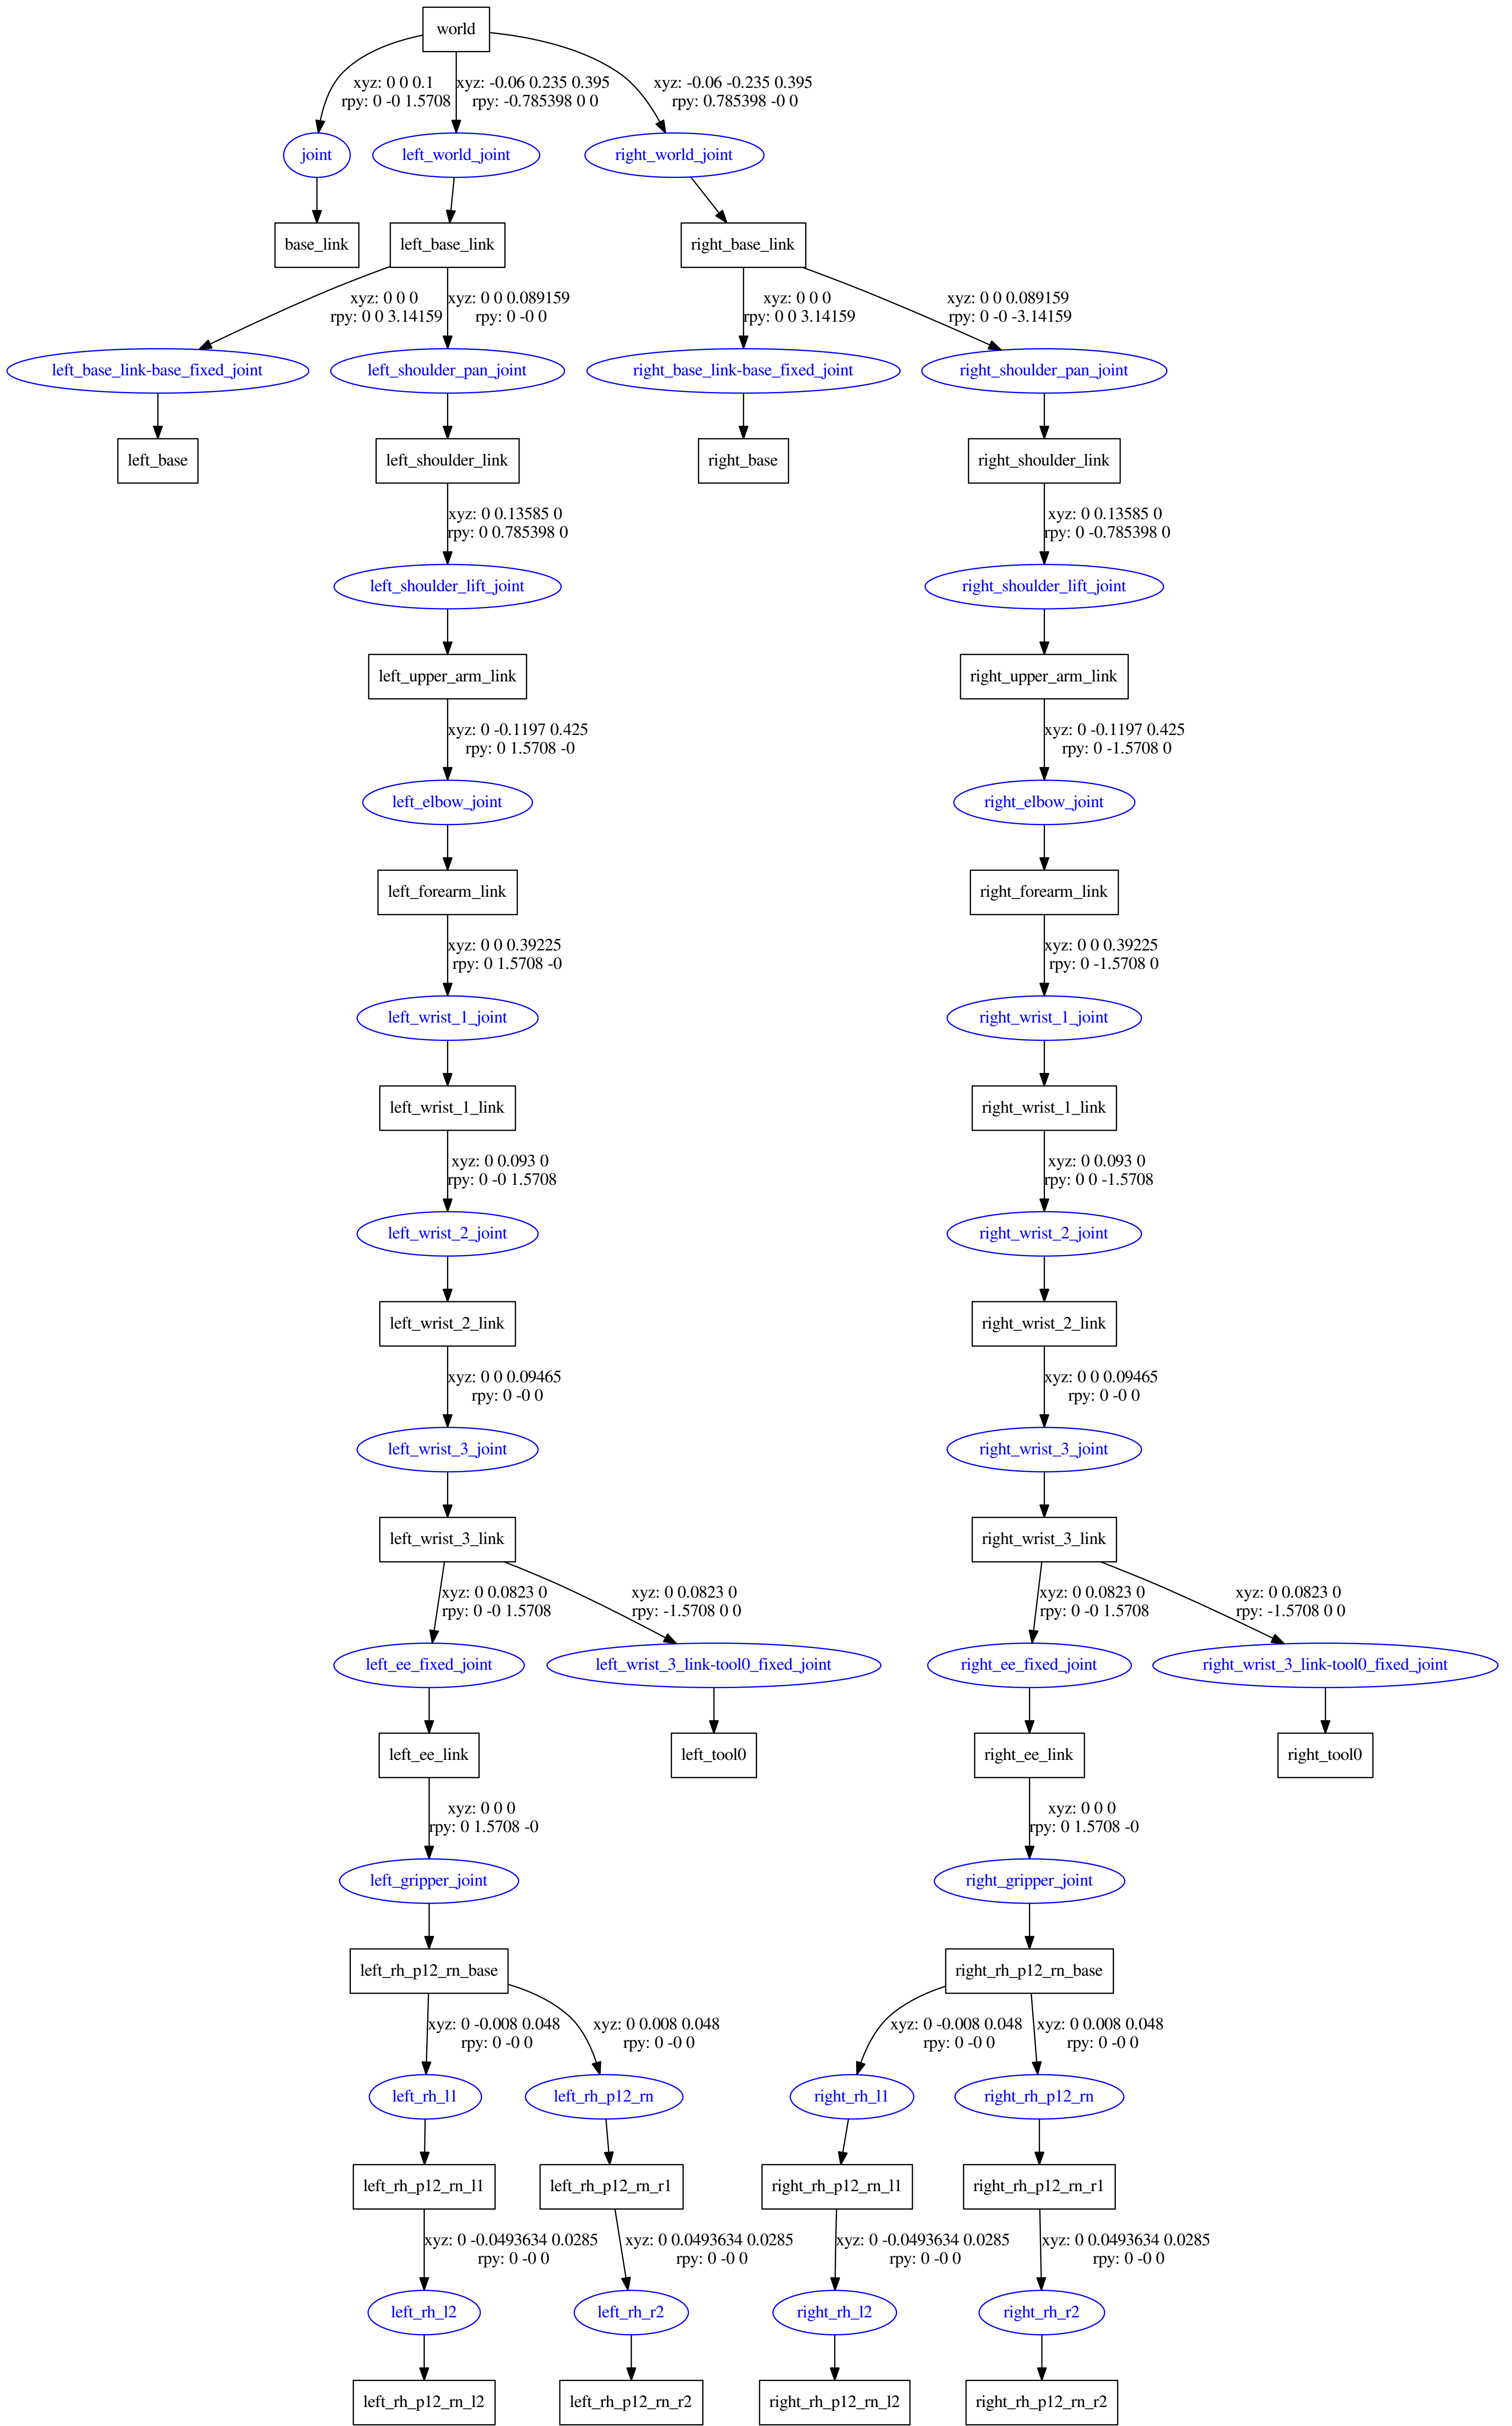 world
xyz: 0 0 0.1
rpy: 0 -0 1.5708
xyz: -0.06 0.235 0.395
rpy: -0.785398 0 0
xyz: -0.06 -0.235 0.395
rpy: 0.785398 -0 0
joint
left_world_joint
right_world_joint
base_link
left_base_link
right_base_link
xyz: 0 0 0
rpy: 0 0 3.14159
xyz: 0 0 0.089159
rpy: 0 -0 0
xyz: 0 0 0
rpy: 0 0 3.14159
xyz: 0 0 0.089159
rpy: 0 -0 -3.14159
left_base_link-base_fixed_joint
left_shoulder_pan_joint
right_base_link-base_fixed_joint
right_shoulder_pan_joint
left_base
left_shoulder_link
right_base
right_shoulder_link
xyz: 0 0.13585 0
rpy: 0 0.785398 0
xyz: 0 0.13585 0
rpy: 0 -0.785398 0
left_shoulder_lift_joint
right_shoulder_lift_joint
left_upper_arm_link
right_upper_arm_link
xyz: 0 -0.1197 0.425
rpy: 0 1.5708 -0
xyz: 0 -0.1197 0.425
rpy: 0 -1.5708 0
left_elbow_joint
right_elbow_joint
left_forearm_link
right_forearm_link
xyz: 0 0 0.39225
rpy: 0 1.5708 -0
xyz: 0 0 0.39225
rpy: 0 -1.5708 0
left_wrist_1_joint
right_wrist_1_joint
left_wrist_1_link
right_wrist_1_link
xyz: 0 0.093 0
rpy: 0 -0 1.5708
xyz: 0 0.093 0
rpy: 0 0 -1.5708
left_wrist_2_joint
right_wrist_2_joint
left_wrist_2_link
right_wrist_2_link
xyz: 0 0 0.09465
rpy: 0 -0 0
xyz: 0 0 0.09465
rpy: 0 -0 0
left_wrist_3_joint
right_wrist_3_joint
left_wrist_3_link
right_wrist_3_link
xyz: 0 0.0823 0
rpy: 0 -0 1.5708
xyz: 0 0.0823 0
rpy: -1.5708 0 0
xyz: 0 0.0823 0
rpy: 0 -0 1.5708
xyz: 0 0.0823 0
rpy: -1.5708 0 0
left_ee_fixed_joint
left_wrist_3_link-tool0_fixed_joint
right_ee_fixed_joint
right_wrist_3_link-tool0_fixed_joint
left_ee_link
left_tool0
right_ee_link
right_tool0
xyz: 0 0 0
rpy: 0 1.5708 -0
xyz: 0 0 0
rpy: 0 1.5708 -0
left_gripper_joint
right_gripper_joint
left_rh_p12_rn_base
right_rh_p12_rn_base
xyz: 0 -0.008 0.048
rpy: 0 -0 0
xyz: 0 0.008 0.048
rpy: 0 -0 0
xyz: 0 -0.008 0.048
rpy: 0 -0 0
xyz: 0 0.008 0.048
rpy: 0 -0 0
left_rh_l1
left_rh_p12_rn
right_rh_l1
right_rh_p12_rn
left_rh_p12_rn_l1
left_rh_p12_rn_r1
right_rh_p12_rn_l1
right_rh_p12_rn_r1
xyz: 0 -0.0493634 0.0285
rpy: 0 -0 0
xyz: 0 0.0493634 0.0285
rpy: 0 -0 0
xyz: 0 -0.0493634 0.0285
rpy: 0 -0 0
xyz: 0 0.0493634 0.0285
rpy: 0 -0 0
left_rh_l2
left_rh_r2
right_rh_l2
right_rh_r2
left_rh_p12_rn_l2
left_rh_p12_rn_r2
right_rh_p12_rn_l2
right_rh_p12_rn_r2